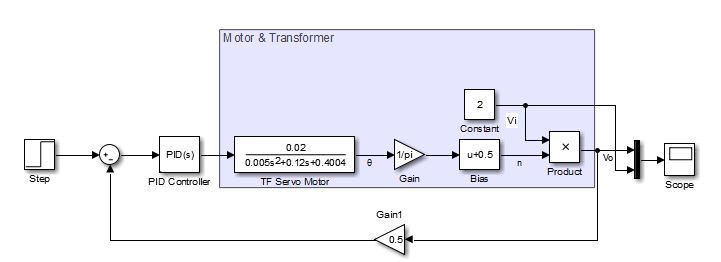 Motor & Transformer
2
Constant
Vi
PID(s)
0.02
0.005s2+0.12s+0.4004
θ
1/pi
u+0.5
n
×
Vo
Step
+
-
PID Controller
TF Servo Motor
Gain
Bias
Product
Scope
Gain1
0.5